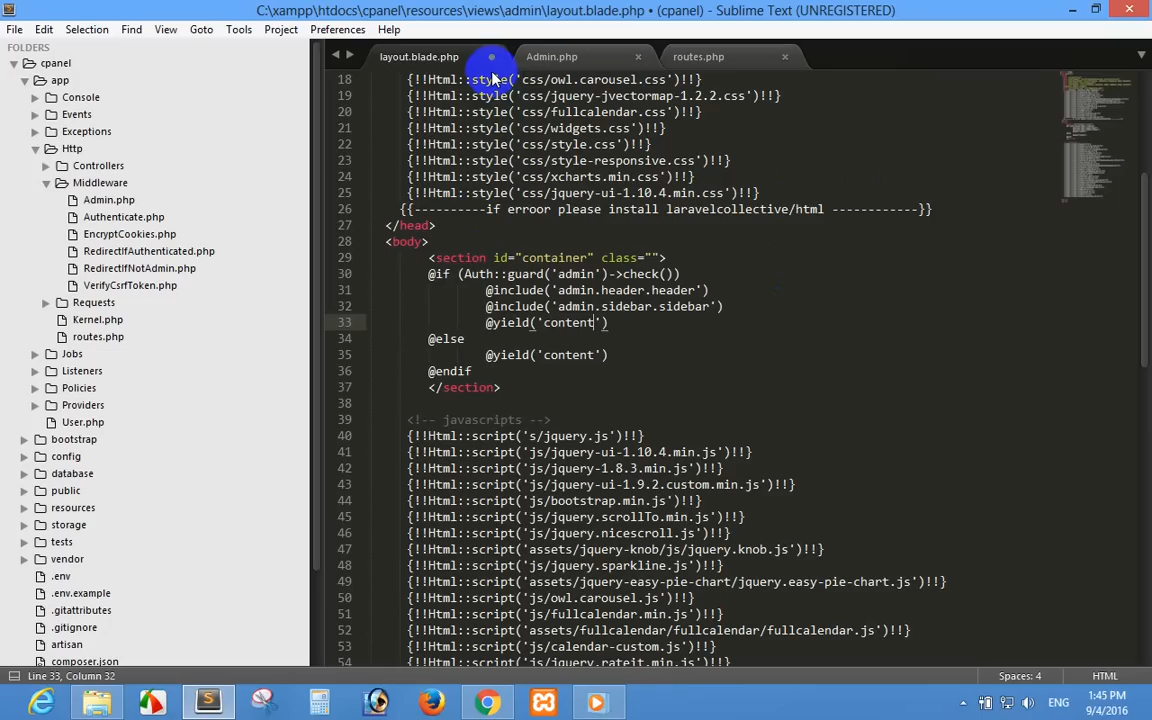 C:\xampp\htdocs\cpanel\resources\views\admin\layout.blade.php • (cpanel) - Sublime Text (UNREGISTERED)
File Edit Selection Find View Goto Tools Project Preferences Help
FOLDERS
cpanel
app
Console
Events
Exceptions
Http
Controllers
Middleware
Admin.php
Authenticate.php
EncryptCookies.php
RedirectIfAuthenticated.php
RedirectIfNotAdmin.php
VerifyCsrfToken.php
Requests
Kernel.php
routes.php
Jobs
Listeners
Policies
Providers
User.php
bootstrap
config
database
public
resources
storage
tests
vendor
.env
.env.example
.gitattributes
.gitignore
artisan
composer.json
layout.blade.php Admin.php routes.php
18 {!!Html::style('css/owl.carousel.css')!!}
19 {!!Html::style('css/jquery-jvectormap-1.2.2.css')!!}
20 {!!Html::style('css/fullcalendar.css')!!}
21 {!!Html::style('css/widgets.css')!!}
22 {!!Html::style('css/style.css')!!}
23 {!!Html::style('css/style-responsive.css')!!}
24 {!!Html::style('css/xcharts.min.css')!!}
25 {!!Html::style('css/jquery-ui-1.10.4.min.css')!!}
26 {{----------if erroor please install laravelcollective/html ------------}}
27 </head>
28 <body>
29 <section id="container" class="">
30 @if (Auth::guard('admin')->check())
31 @include('admin.header.header')
32 @include('admin.sidebar.sidebar')
33 @yield('content')
34 @else
35 @yield('content')
36 @endif
37 </section>
38
39 <!-- javascripts -->
40 {!!Html::script('s/jquery.js')!!}
41 {!!Html::script('js/jquery-ui-1.10.4.min.js')!!}
42 {!!Html::script('js/jquery-1.8.3.min.js')!!}
43 {!!Html::script('js/jquery-ui-1.9.2.custom.min.js')!!}
44 {!!Html::script('js/bootstrap.min.js')!!}
45 {!!Html::script('js/jquery.scrollTo.min.js')!!}
46 {!!Html::script('js/jquery.nicescroll.js')!!}
47 {!!Html::script('assets/jquery-knob/js/jquery.knob.js')!!}
48 {!!Html::script('js/jquery.sparkline.js')!!}
49 {!!Html::script('assets/jquery-easy-pie-chart/jquery.easy-pie-chart.js')!!}
50 {!!Html::script('js/owl.carousel.js')!!}
51 {!!Html::script('js/fullcalendar.min.js')!!}
52 {!!Html::script('assets/fullcalendar/fullcalendar/fullcalendar.js')!!}
53 {!!Html::script('js/calendar-custom.js')!!}
54 {!!Html::script('js/jquery.rateit.min.js')!!}
Line 33, Column 32 Spaces: 4 HTML
ENG
1:45 PM
9/4/2016